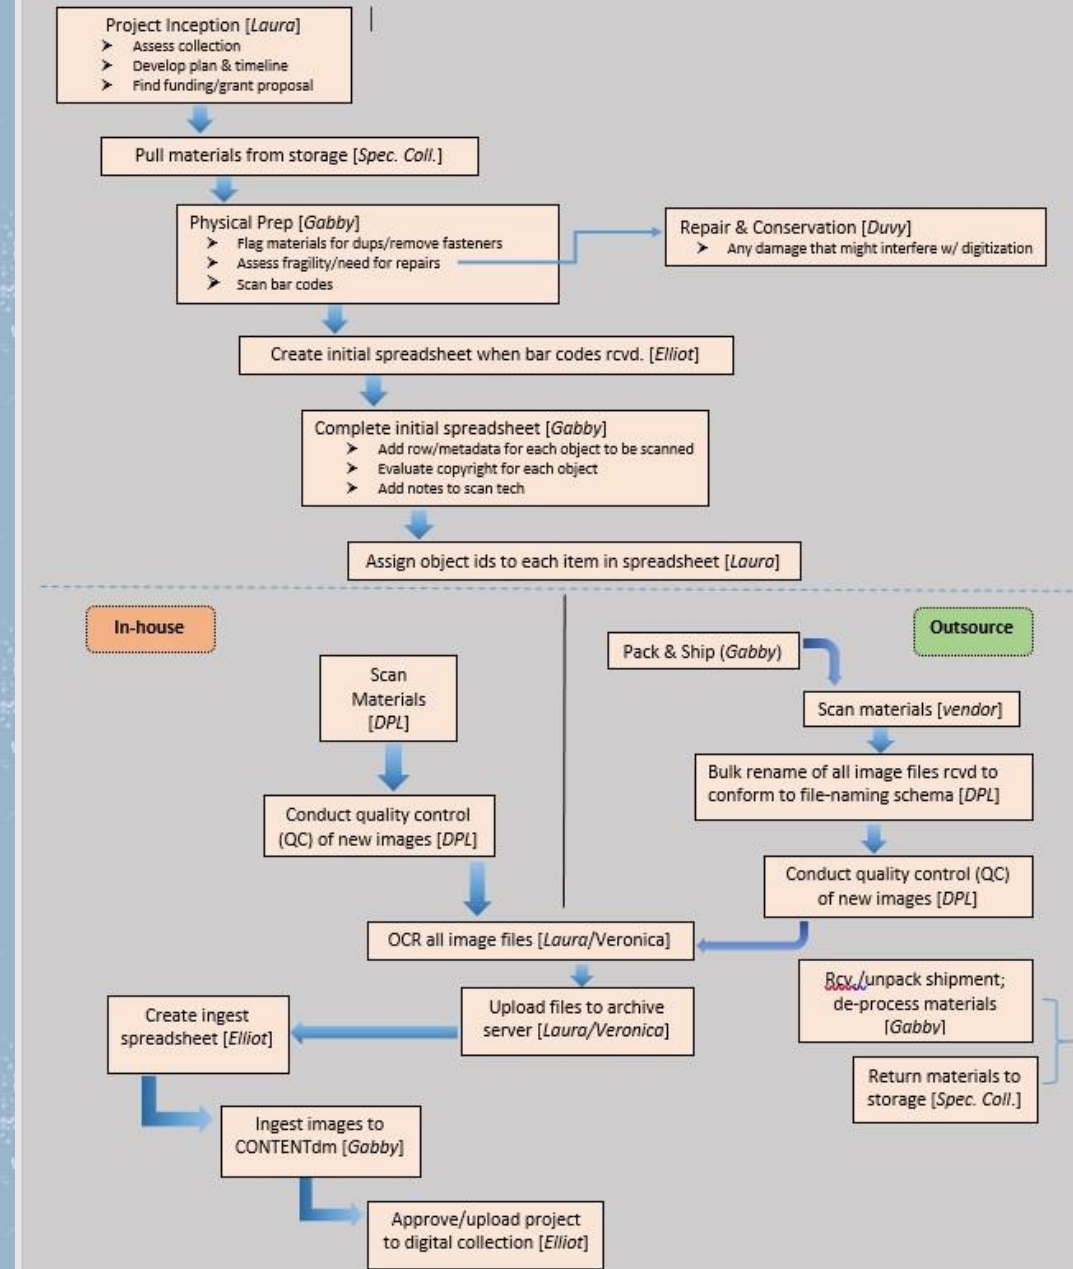 Project Inception [Laura]
➤ Assess collection
➤ Develop plan & timeline
➤ Find funding/grant proposal
Pull materials from storage [Spec. Coll.]
Physical Prep [Gabby]
➤ Flag materials for dups/remove fasteners
➤ Assess fragility/need for repairs
➤ Scan bar codes
Repair & Conservation [Duvy]
➤ Any damage that might interfere w/ digitization
Create initial spreadsheet when bar codes rcvd. [Elliot]
Complete initial spreadsheet [Gabby]
➤ Add row/metadata for each object to be scanned
➤ Evaluate copyright for each object
➤ Add notes to scan tech
Assign object ids to each item in spreadsheet [Laura]
In-house
Scan
Materials
[DPL]
Conduct quality control
(QC) of new images [DPL]
Outsource
Pack & Ship (Gabby)
Scan materials [vendor]
Bulk rename of all image files rcvd to
conform to file-naming schema [DPL]
Conduct quality control (QC)
of new images [DPL]
OCR all image files [Laura/Veronica]
Rcv./unpack shipment;
de-process materials
[Gabby]
Return materials to
storage [Spec. Coll.]
Upload files to archive
server [Laura/Veronica]
Create ingest
spreadsheet [Elliot]
Ingest images to
CONTENTdm [Gabby]
Approve/upload project
to digital collection [Elliot]